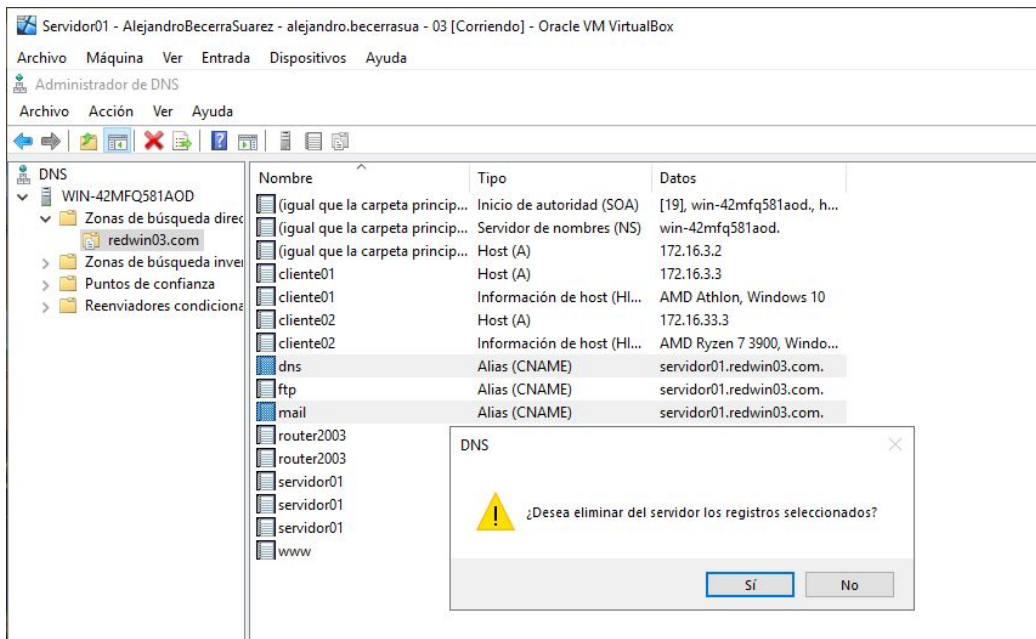 Servidor01 - AlejandroBecerraSuarez - alejandro.becerrasua - 03 [Corriendo] - Oracle VM VirtualBox
Archivo Máquina Ver Entrada Dispositivos Ayuda
Administrador de DNS
Archivo Acción Ver Ayuda
DNS
WIN-42MFQ581AOD
Zonas de búsqueda direc
redwin03.com
Zonas de búsqueda inver
Puntos de confianza
Reenviadores condiciona
Nombre Tipo Datos
(igual que la carpeta princip... Inicio de autoridad (SOA) [19], win-42mfq581aod., h...
(igual que la carpeta princip... Servidor de nombres (NS) win-42mfq581aod.
(igual que la carpeta princip... Host (A) 172.16.3.2
cliente01 Host (A) 172.16.3.3
cliente01 Información de host (HI... AMD Athlon, Windows 10
cliente02 Host (A) 172.16.33.3
cliente02 Información de host (HI... AMD Ryzen 7 3900, Windo...
dns Alias (CNAME) servidor01.redwin03.com.
ftp Alias (CNAME) servidor01.redwin03.com.
mail Alias (CNAME) servidor01.redwin03.com.
router2003
router2003
servidor01
servidor01
servidor01
www
DNS
¿Desea eliminar del servidor los registros seleccionados?
Sí No